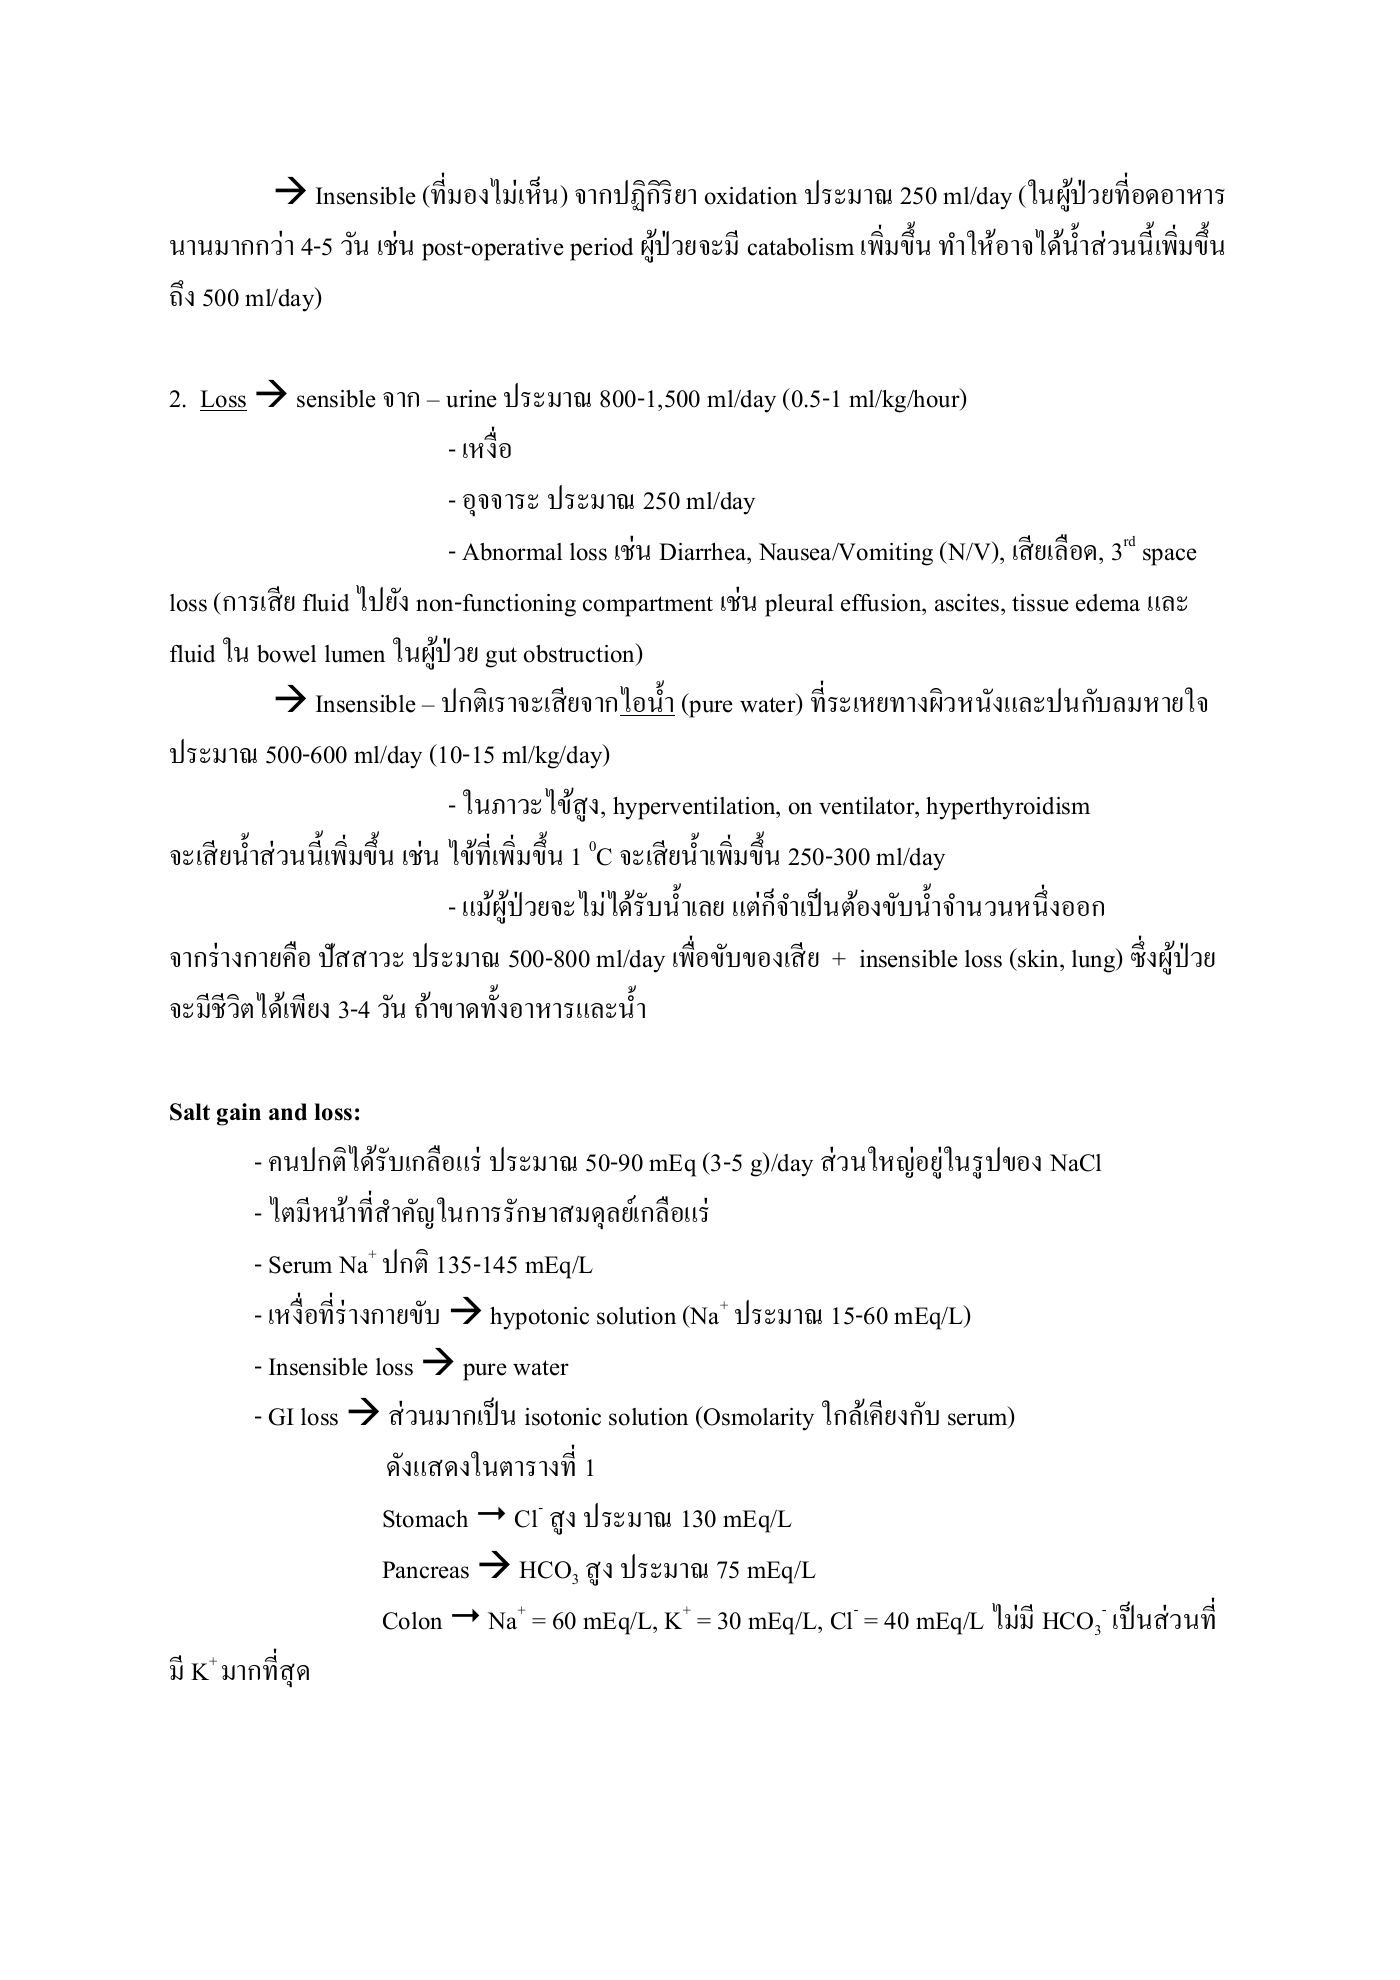 → Insensible (ที่มองไม่เห็น) จากปฏิกิริยา oxidation ประมาณ 250 ml/day (ในผู้ป่วยที่อดอาหาร
นานมากกว่า 4-5 วัน เช่น post-operative period ผู้ป่วยจะมี catabolism เพิ่มขึ้น ทำให้อาจได้น้ำส่วนนี้เพิ่มขึ้น
ถึง 500 ml/day)
2. Loss → sensible จาก – urine ประมาณ 800-1,500 ml/day (0.5-1 ml/kg/hour)
- เหงื่อ
- อุจจาระ ประมาณ 250 ml/day
- Abnormal loss เช่น Diarrhea, Nausea/Vomiting (N/V), เสียเลือด, 3rd space
loss (การเสีย fluid ไปยัง non-functioning compartment เช่น pleural effusion, ascites, tissue edema และ
fluid ใน bowel lumen ในผู้ป่วย gut obstruction)
→ Insensible – ปกติเราจะเสียจากไอน้ำ (pure water) ที่ระเหยทางผิวหนังและปนกับลมหายใจ
ประมาณ 500-600 ml/day (10-15 ml/kg/day)
- ในภาวะไข้สูง, hyperventilation, on ventilator, hyperthyroidism
จะเสียน้ำส่วนนี้เพิ่มขึ้น เช่น ไข้ที่เพิ่มขึ้น 1 ⁰C จะเสียน้ำเพิ่มขึ้น 250-300 ml/day
- แม้ผู้ป่วยจะไม่ได้รับน้ำเลย แต่ก็จำเป็นต้องขับน้ำจำนวนหนึ่งออก
จากร่างกายคือ ปัสสาวะ ประมาณ 500-800 ml/day เพื่อขับของเสีย + insensible loss (skin, lung) ซึ่งผู้ป่วย
จะมีชีวิตได้เพียง 3-4 วัน ถ้าขาดทั้งอาหารและน้ำ
Salt gain and loss:
- คนปกติได้รับเกลือแร่ ประมาณ 50-90 mEq (3-5 g)/day ส่วนใหญ่อยู่ในรูปของ NaCl
- ไตมีหน้าที่สำคัญในการรักษาสมดุลย์เกลือแร่
- Serum Na⁺ ปกติ 135-145 mEq/L
- เหงื่อที่ร่างกายขับ → hypotonic solution (Na⁺ ประมาณ 15-60 mEq/L)
- Insensible loss → pure water
- GI loss → ส่วนมากเป็น isotonic solution (Osmolarity ใกล้เคียงกับ serum)
ดังแสดงในตารางที่ 1
Stomach → Cl⁻ สูง ประมาณ 130 mEq/L
Pancreas → HCO₃ สูง ประมาณ 75 mEq/L
Colon → Na⁺ = 60 mEq/L, K⁺ = 30 mEq/L, Cl⁻ = 40 mEq/L ไม่มี HCO₃⁻ เป็นส่วนที่
มี K⁺ มากที่สุด